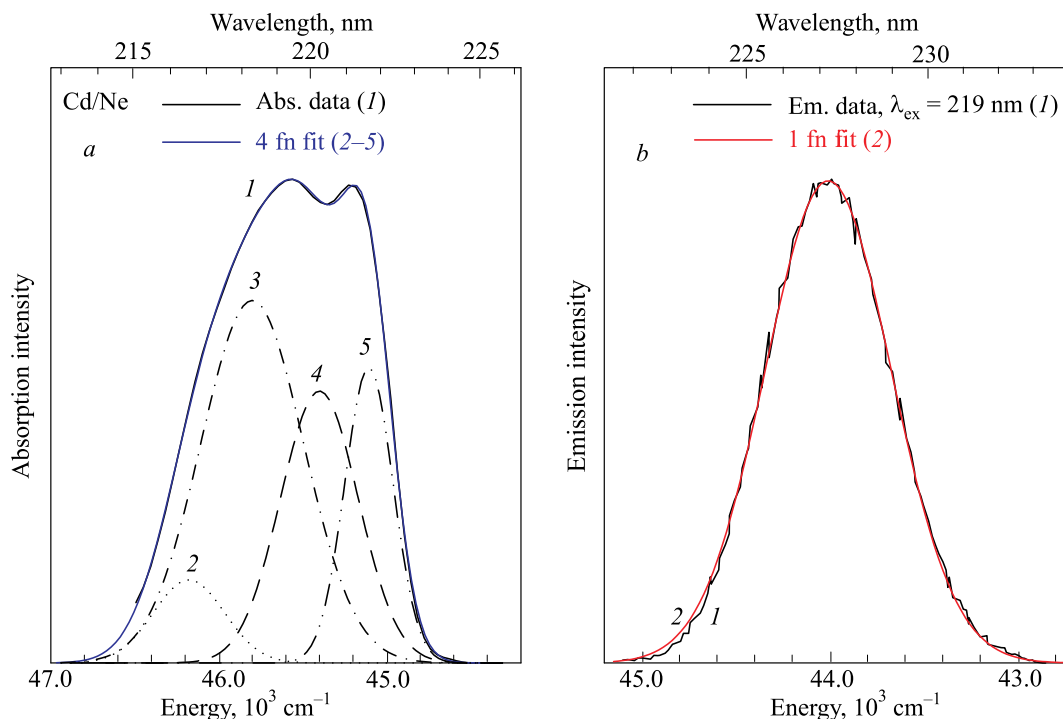 Wavelength, nm
215 220 225
Cd/Ne
Abs. data (1)
a
4 fn fit (2–5)
1
3
5
4
2
Absorption intensity
47.0 46.0 45.0
Energy, 10³ cm⁻¹
Wavelength, nm
225 230
Em. data, λex = 219 nm (1)
b
1 fn fit (2)
Emission intensity
2 1
45.0 44.0 43.0
Energy, 10³ cm⁻¹